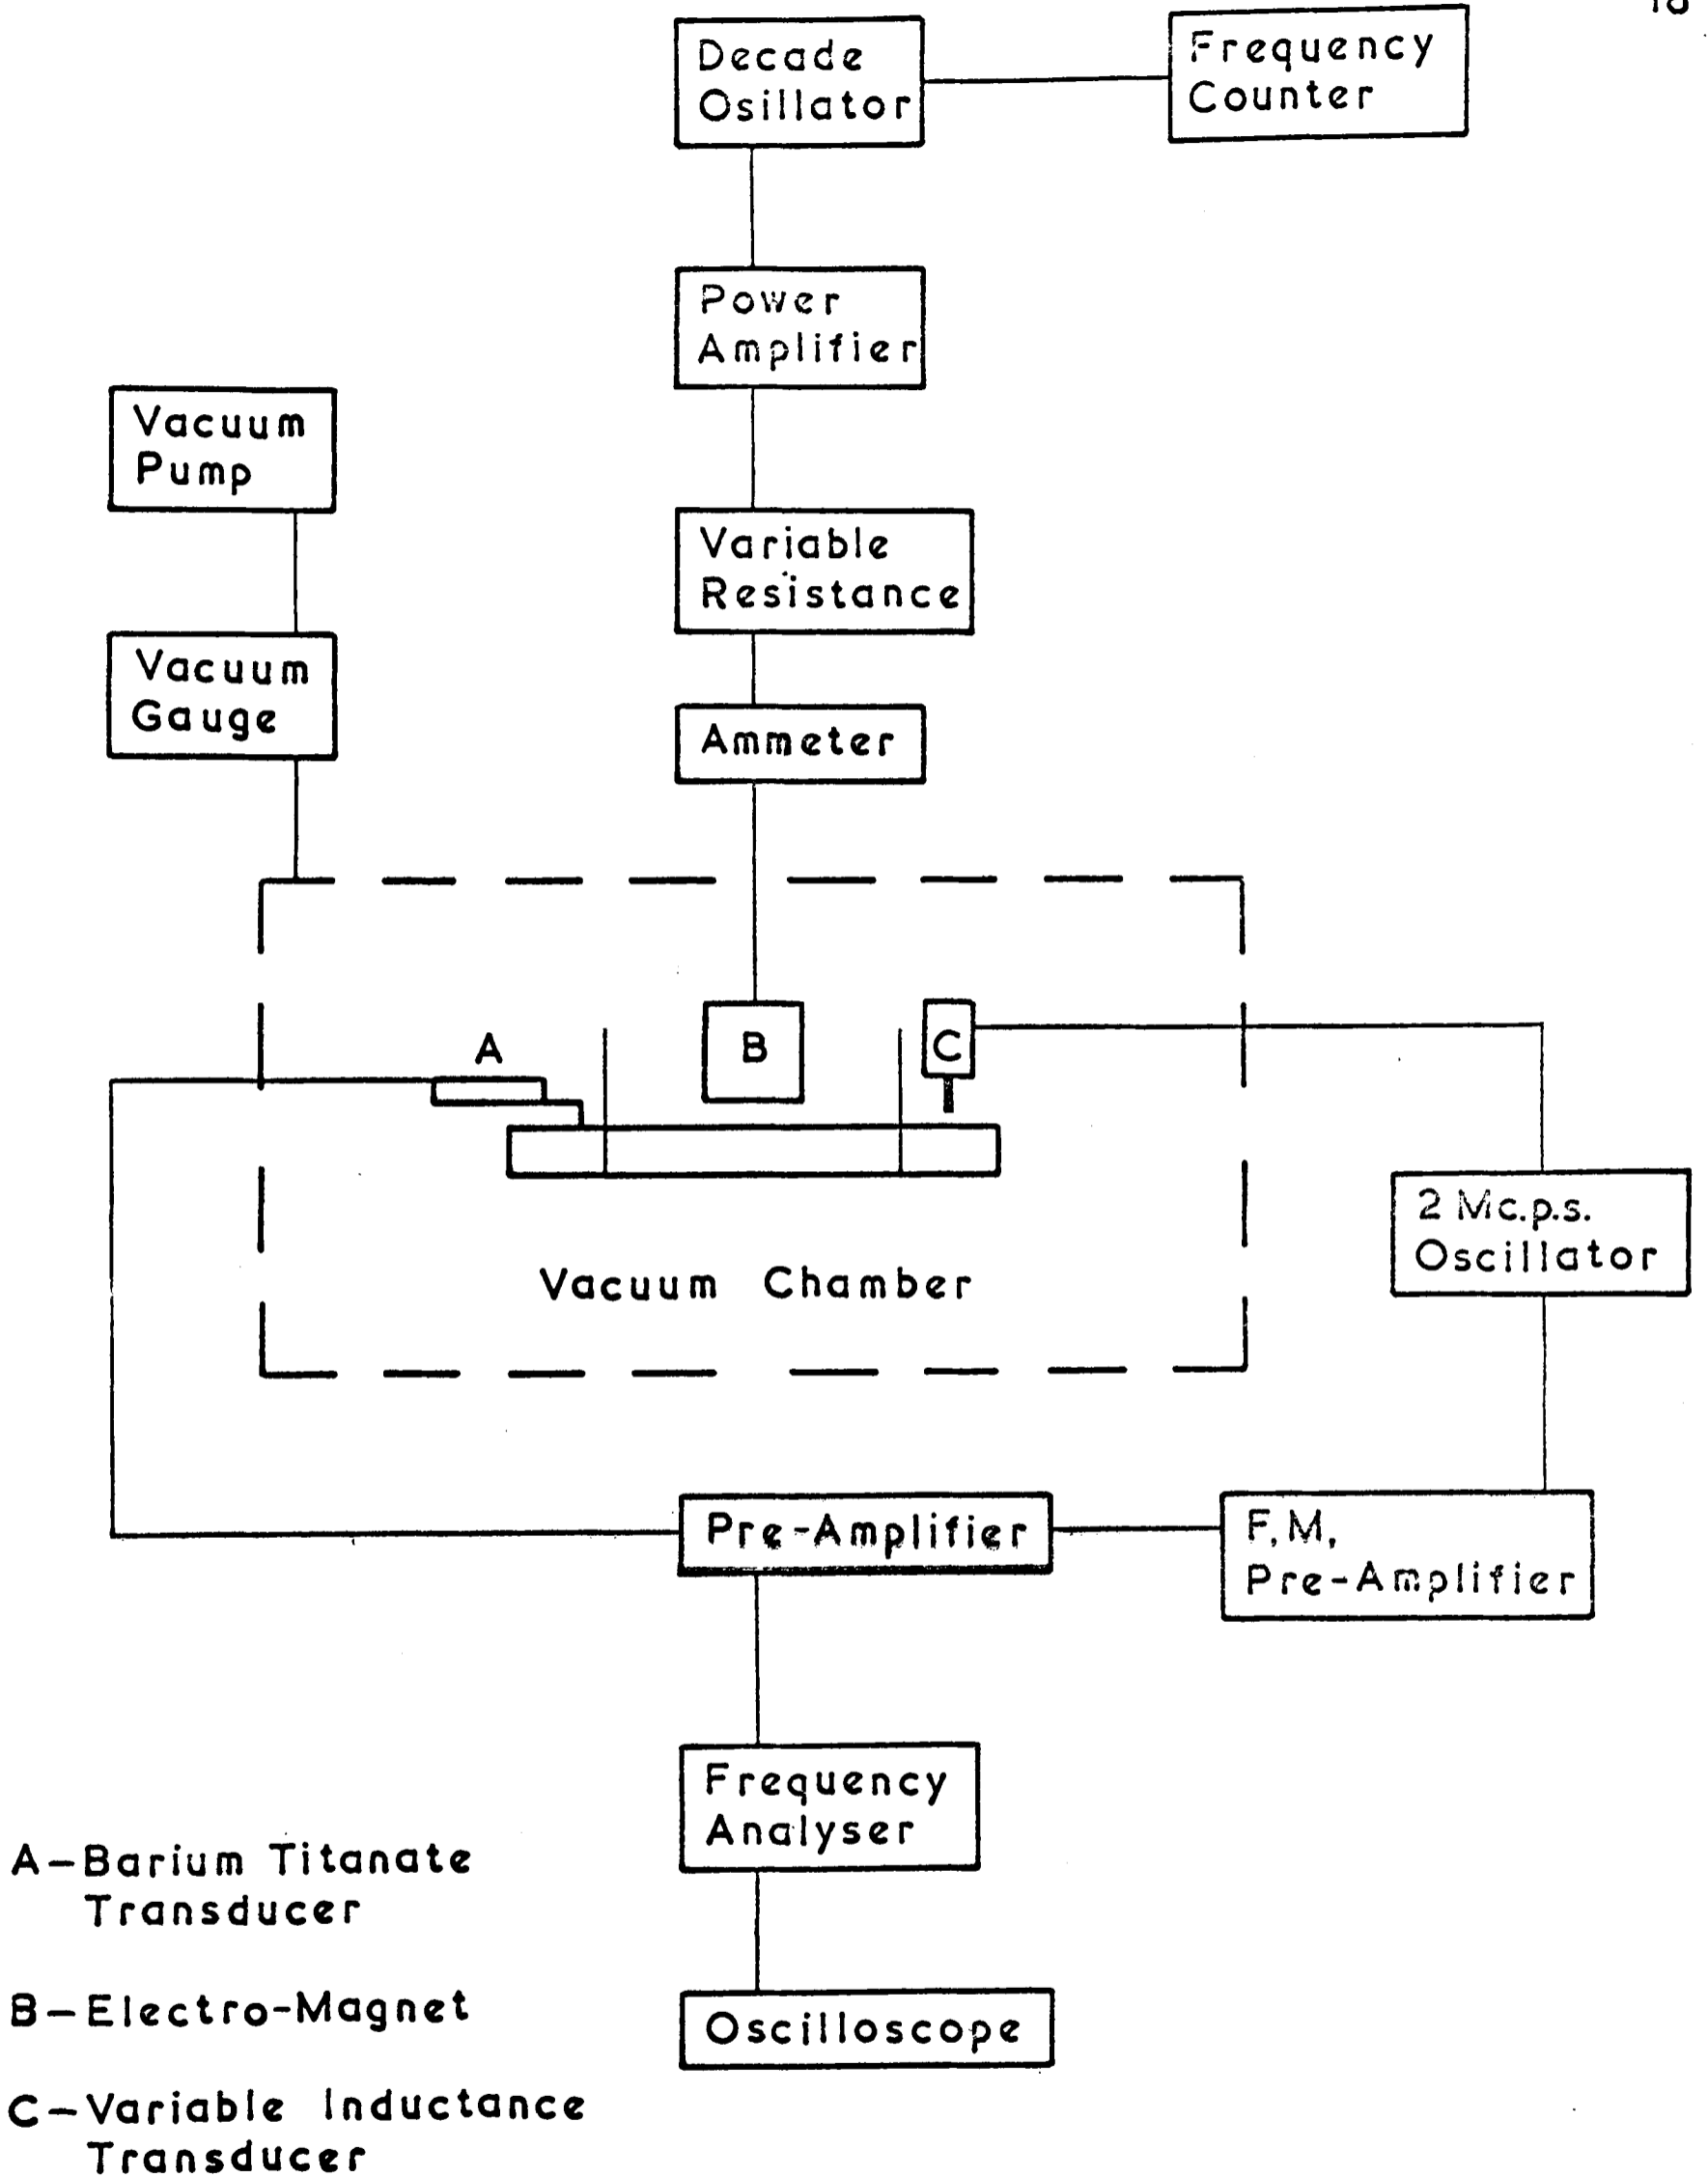 Decade
Osillator
Frequency
Counter
Power
Amplifier
Vacuum
Pump
Variable
Resistance
Vacuum
Gauge
Ammeter
A
B
C
2 Mc.p.s.
Oscillator
Vacuum Chamber
Pre-Amplifier
F,M,
Pre-Amplifier
Frequency
Analyser
Oscilloscope
A-Barium Titanate
Transducer
B-Electro-Magnet
C-Variable Inductance
Transducer